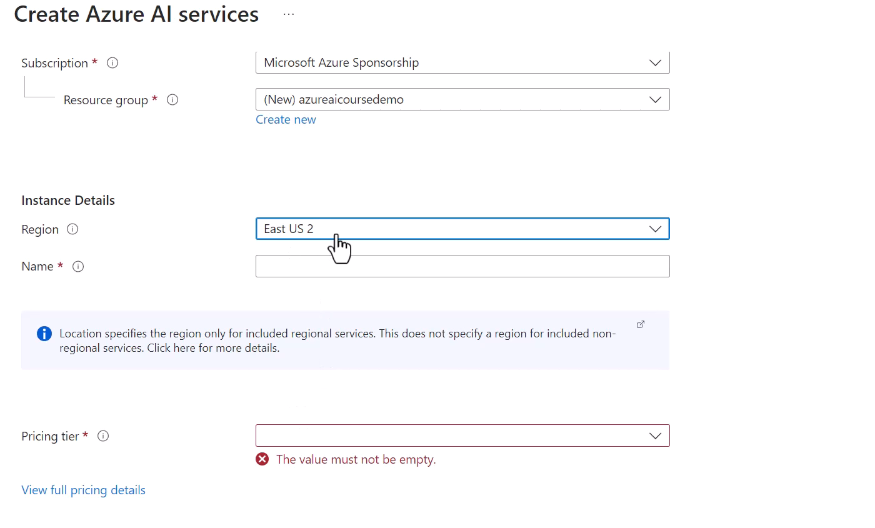 Create Azure AI services ...
Subscription * Microsoft Azure Sponsorship
Resource group * (New) azureaicoursedemo
Create new
Instance Details
Region East US 2
Name *
Location specifies the region only for included regional services. This does not specify a region for included non-
regional services. Click here for more details.
Pricing tier *
The value must not be empty.
View full pricing details